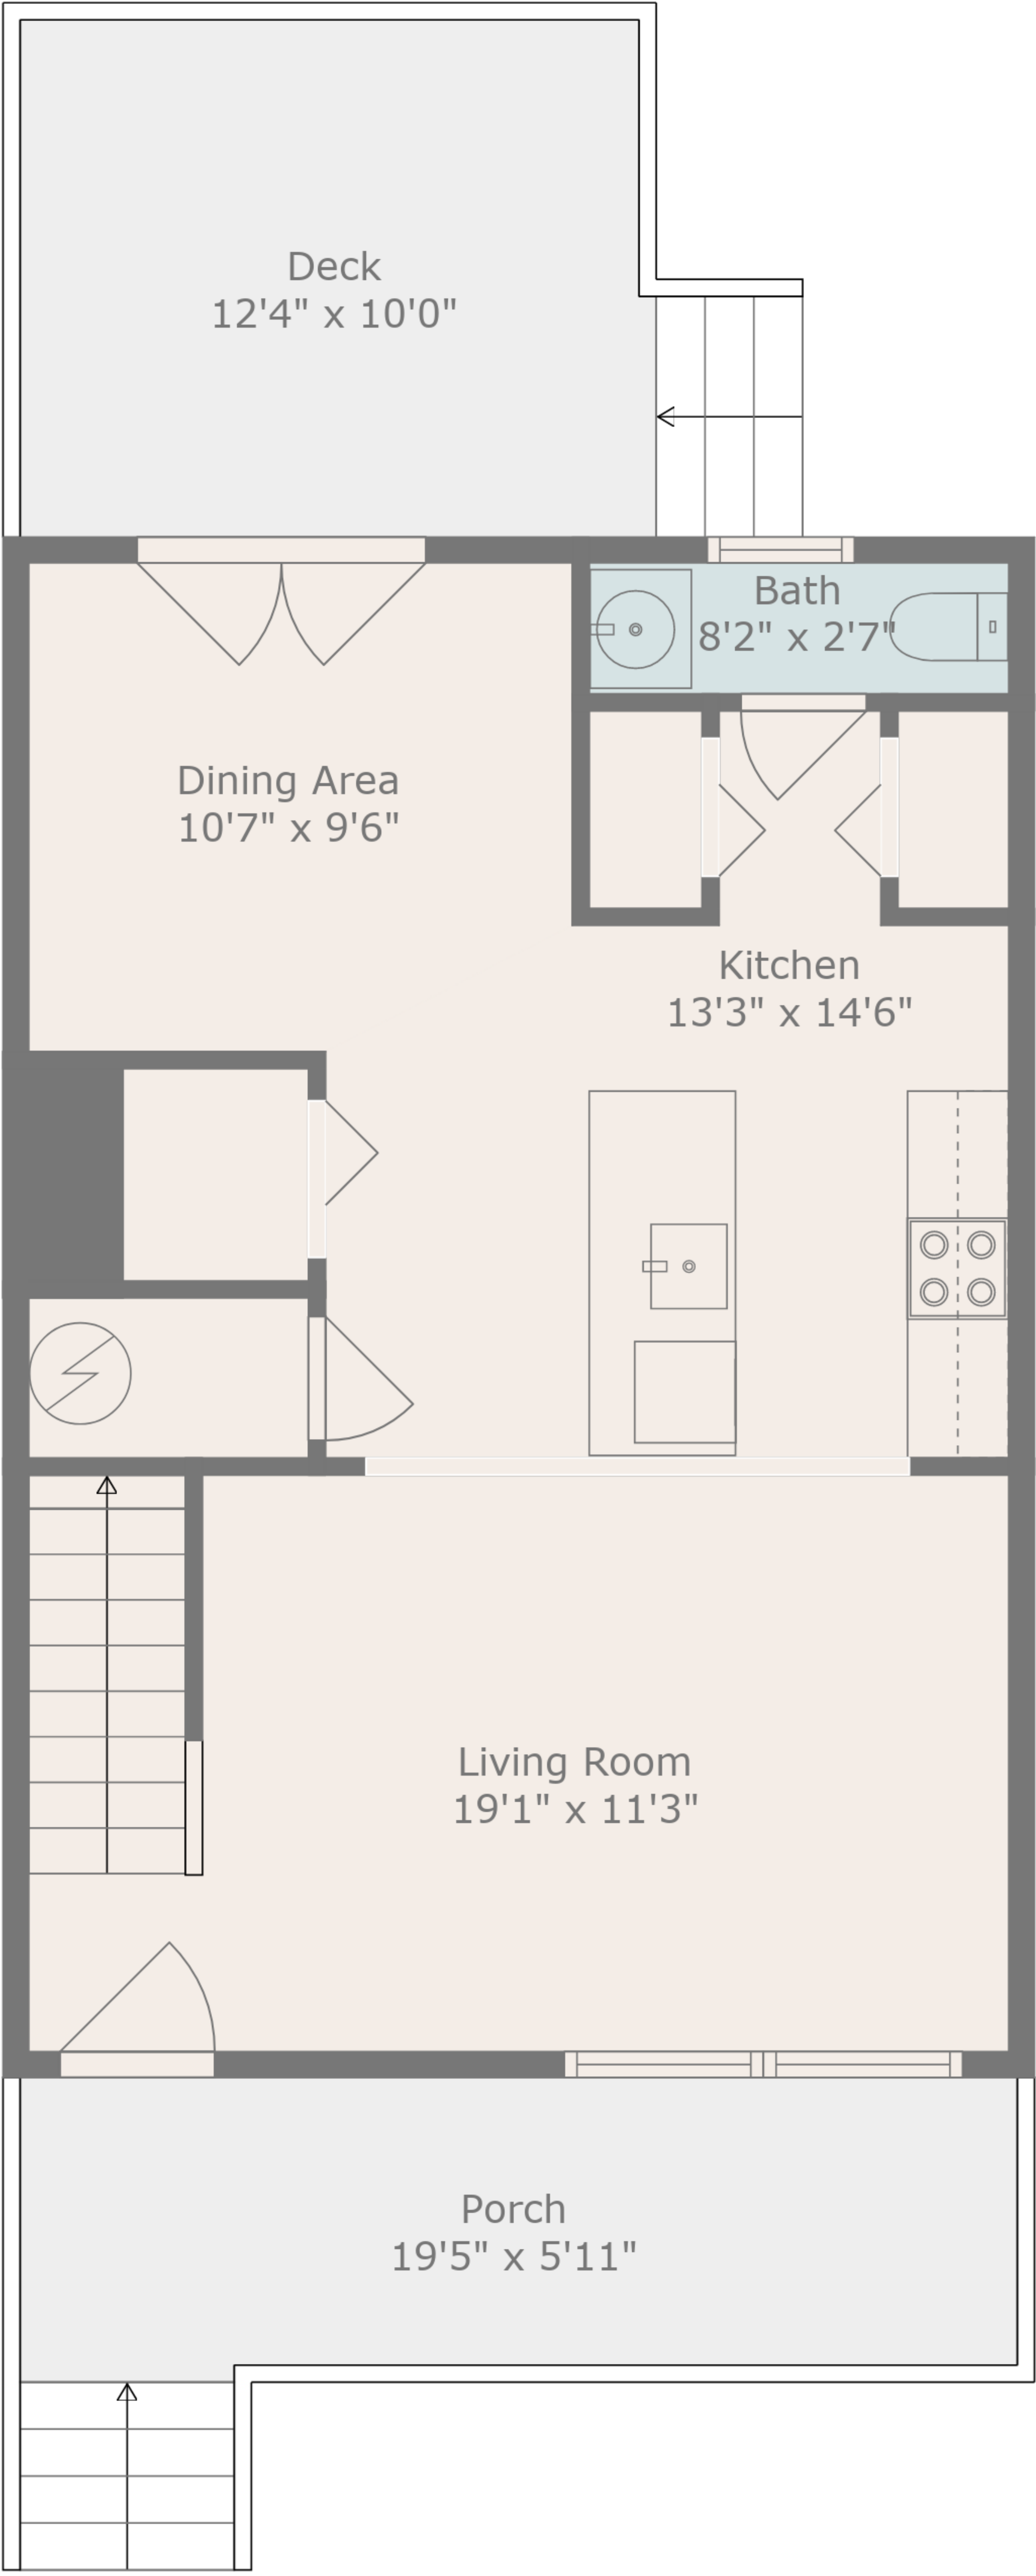 Deck
12'4" x 10'0"
Bath
8'2" x 2'7"
Dining Area
10'7" x 9'6"
Kitchen
13'3" x 14'6"
Living Room
19'1" x 11'3"
Porch
19'5" x 5'11"